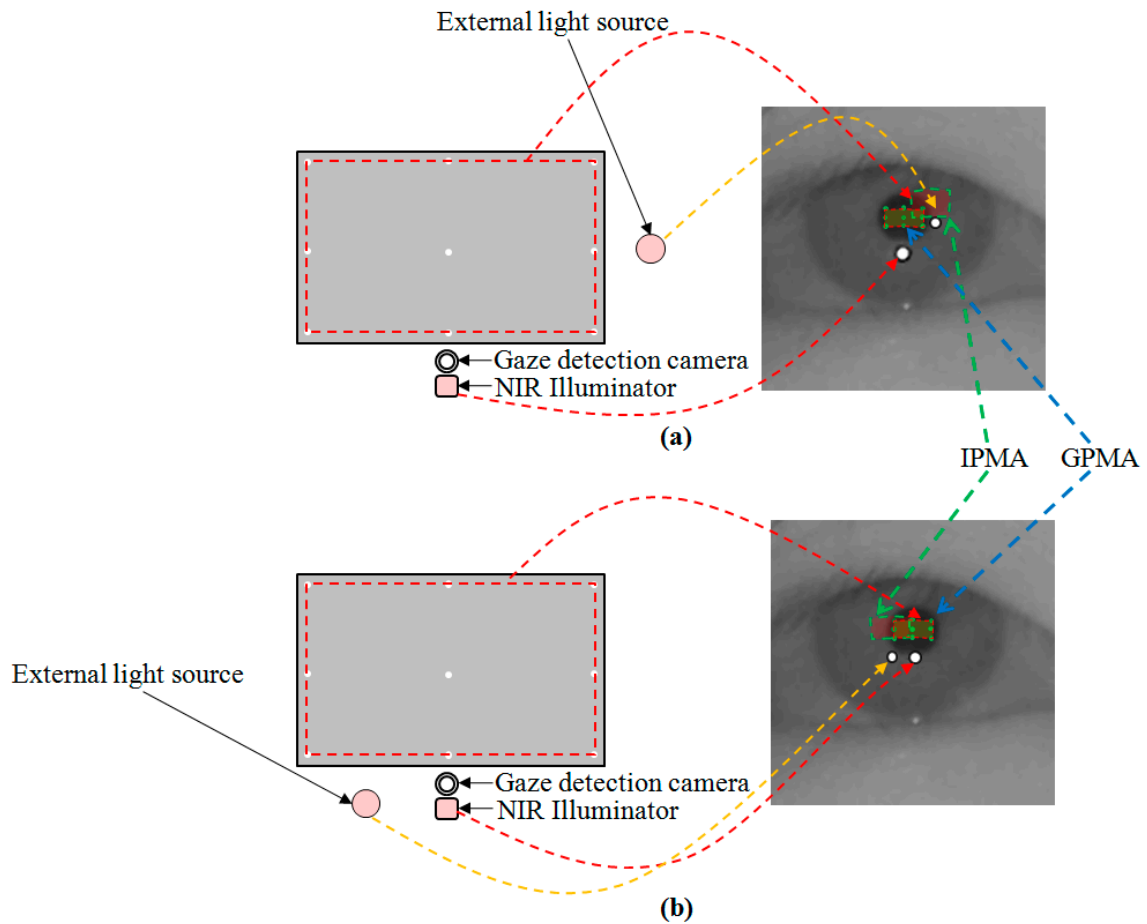 External light source
Gaze detection camera
NIR Illuminator
(a)
IPMA
GPMA
External light source
Gaze detection camera
NIR Illuminator
(b)